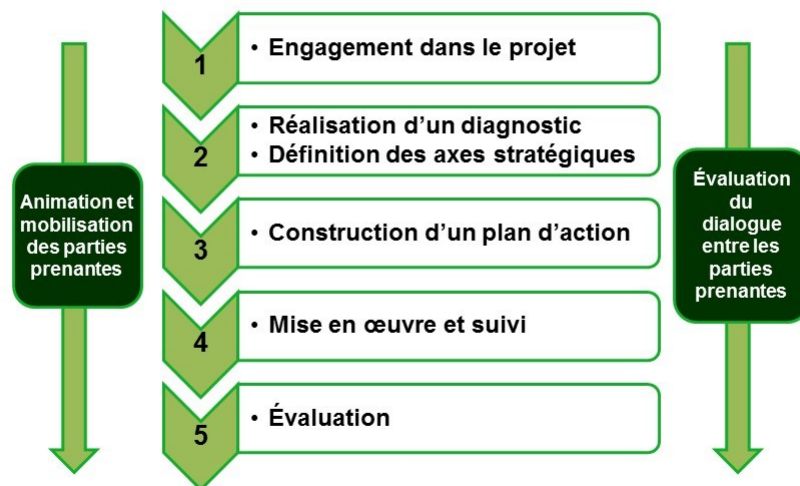 1
• Engagement dans le projet
2
• Réalisation d’un diagnostic
• Définition des axes stratégiques
3
• Construction d’un plan d’action
4
• Mise en œuvre et suivi
5
• Évaluation
Animation et
mobilisation
des parties
prenantes
Évaluation
du
dialogue
entre les
parties
prenantes